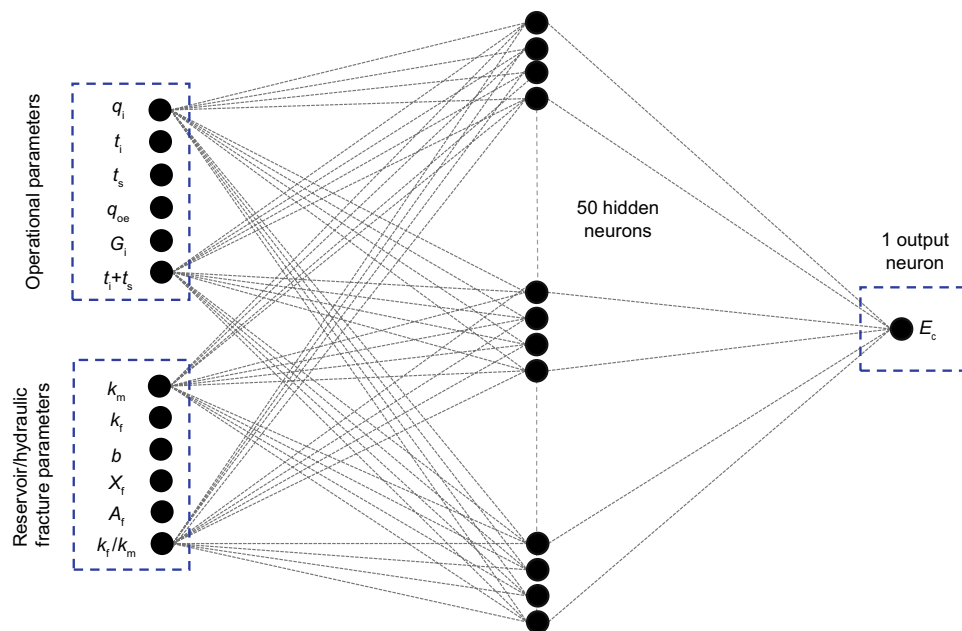 Operational parameters
qi
ti
ts
qoe
Gi
ti+ts
Reservoir/hydraulic
fracture parameters
km
kf
b
Xf
Af
kf/km
50 hidden
neurons
1 output
neuron
Ec